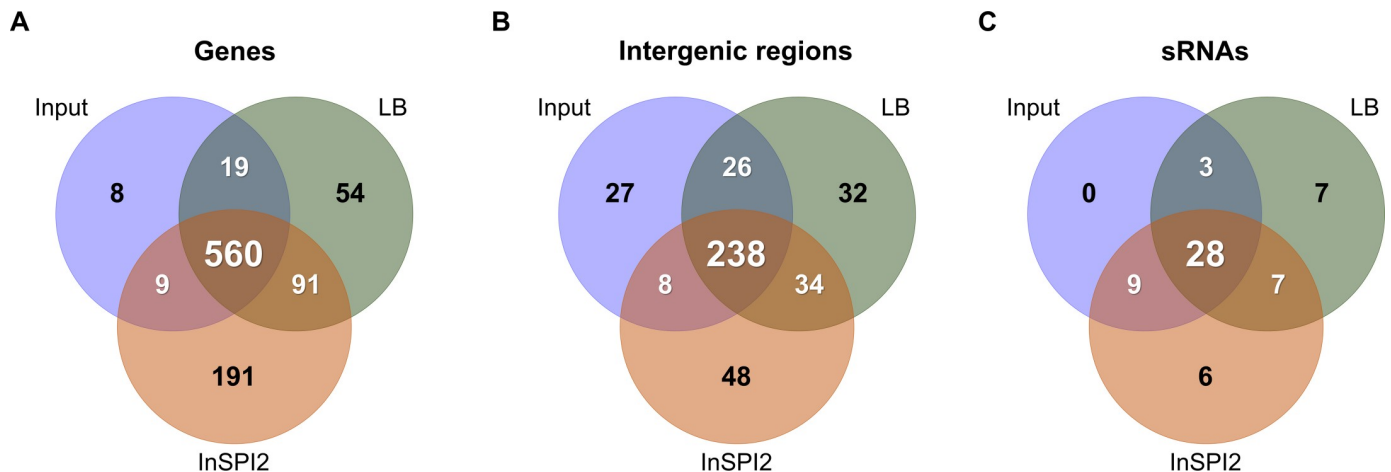 A
Genes
Input
LB
8
19
54
560
9
91
191
InSPI2
B
Intergenic regions
Input
LB
27
26
32
238
8
34
48
InSPI2
C
sRNAs
Input
LB
0
3
7
28
9
7
6
InSPI2